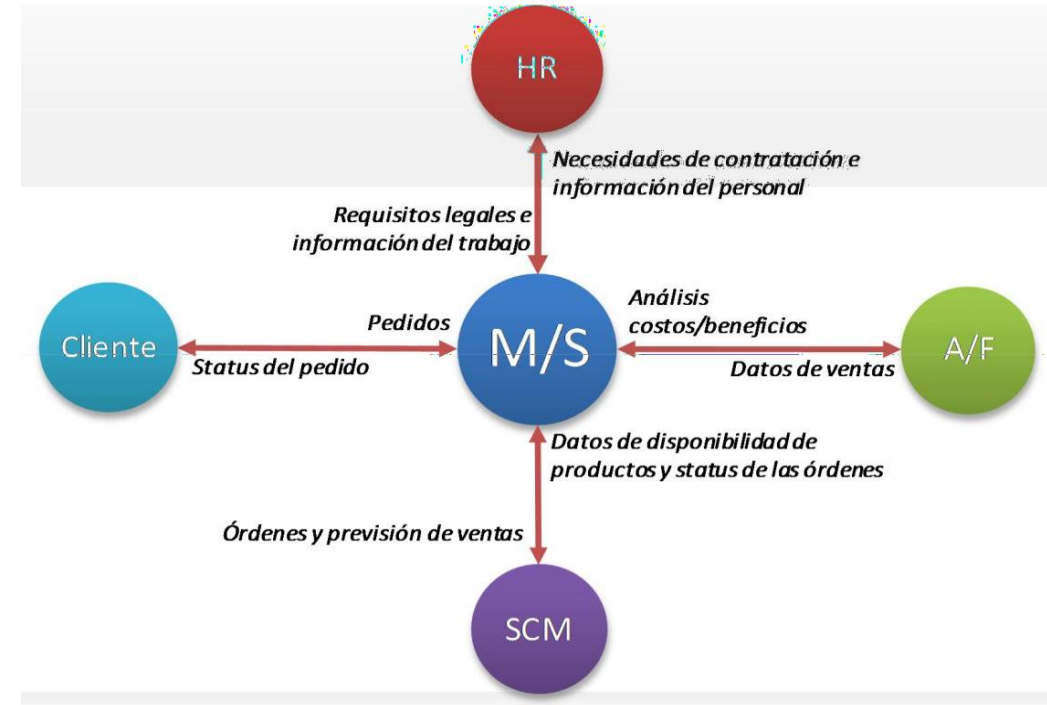 HR
Necesidades de contratación e
información del personal
Requisitos legales e
información del trabajo
Cliente
Pedidos
Status del pedido
M/S
Análisis
costos/beneficios
Datos de ventas
A/F
Datos de disponibilidad de
productos y status de las órdenes
Órdenes y previsión de ventas
SCM